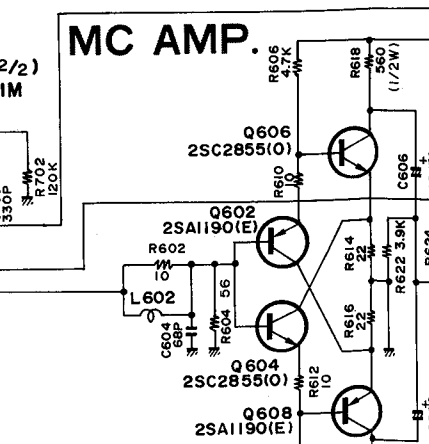 MC AMP.
2/2)
IM
R606
4.7K
R618
560
(1/2W)
R702
120K
330P
Q606
2SC2855(O)
C606
+
R610
10
Q602
2SA1190(E)
R602
10
L602
R604
56
C604
68P
R614
22
R622 3.9K
R616
22
Q604
2SC2855(O)
R612
10
Q608
2SA1190(E)
+